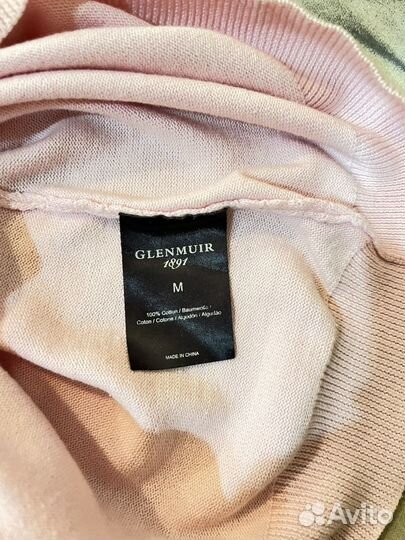 GLENMUIR
1891
M
100% Cotton / Baumwolle /
Coton / Cotone / Algodón / Algodão
MADE IN CHINA
Avito